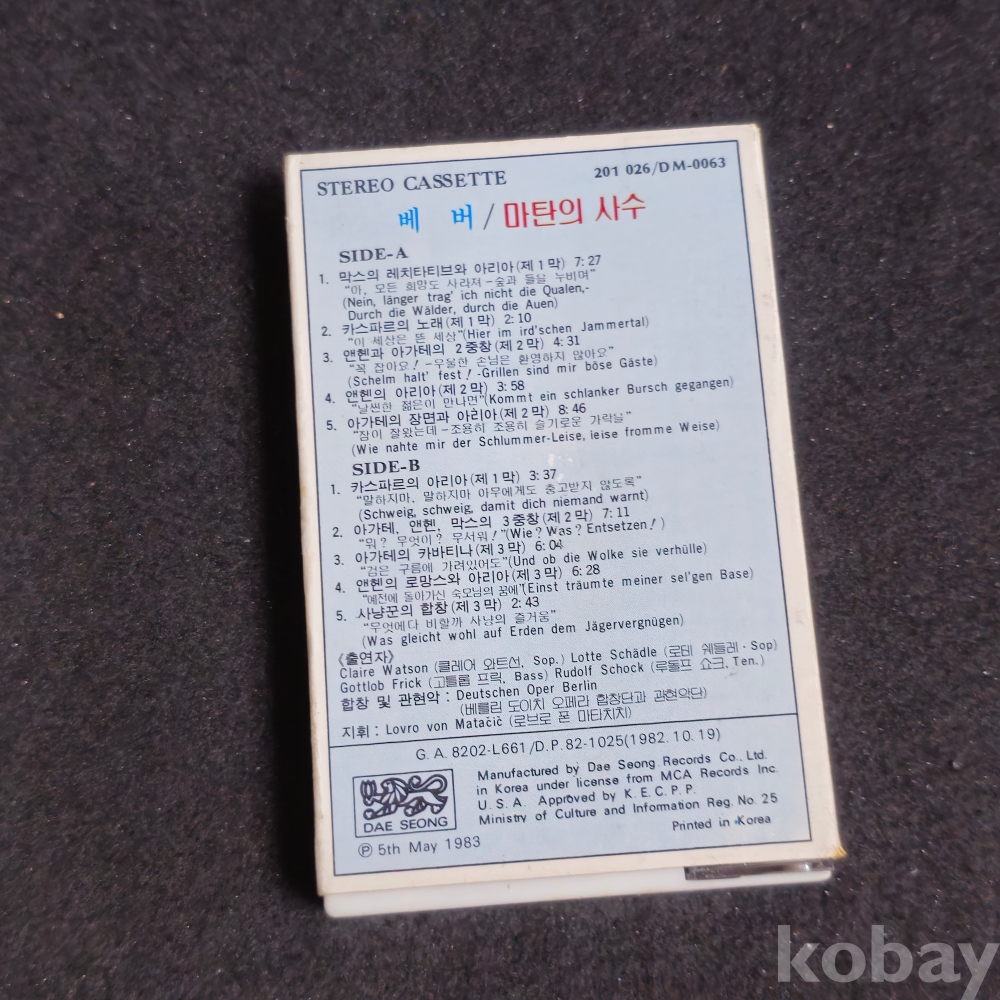 STEREO CASSETTE
201 026/DM-0063
베 버/마탄의 사수
SIDE-A
1. 막스의 레치타티브와 아리아(제1막) 7:27
"아, 모든 희망도 사라져-숲과 들을 누비며"
(Nein, länger trag' ich nicht die Qualen,-
Durch die Wälder, durch die Auen)
2. 카스파르의 노래(제1막) 2:10
"이 세상은 뜬 세상"(Hier im ird'schen Jammertal)
3. 앤헨과 아가테의 2중창(제2막) 4:31
"꼭 잡아요!-우울한 손님은 환영하지 않아요"
(Schelm halt' fest!-Grillen sind mir böse Gäste)
4. 앤헨의 아리아(제2막) 3:58
"날씬한 젊은이 만나면"(Kommt ein schlanker Bursch gegangen)
5. 아가테의 장면과 아리아(제2막) 8:46
"잠이 잘왔는데-조용히 조용히 슬기로운 가락을"
(Wie nahte mir der Schlummer-Leise, leise fromme Weise)
SIDE-B
1. 카스파르의 아리아(제1막) 3:37
"말하지마, 말하지마 아무에게도 충고받지 않도록"
(Schweig, schweig, damit dich niemand warnt)
2. 아가테, 앤헨, 막스의 3중창(제2막) 7:11
"뭐? 무엇이? 무서워!"(Wie? Was? Entsetzen!)
3. 아가테의 카바티나(제3막) 6:04
"검은 구름에 가려있어도"(Und ob die Wolke sie verhülle)
4. 앤헨의 로망스와 아리아(제3막) 6:28
"예전에 돌아가신 숙모님의 꿈에"(Einst träumte meiner sel'gen Base)
5. 사냥꾼의 합창(제3막) 2:43
"무엇에다 비할까 사냥의 즐거움"
(Was gleicht wohl auf Erden dem Jägervergnügen)
《출연자》
Claire Watson (클레어 와트선, Sop.) Lotte Schädle (로테 쉐들레·Sop)
Gottlob Frick (고틀롭 프릭, Bass) Rudolf Schock (루돌프 쇼크, Ten.)
합창 및 관현악 : Deutschen Oper Berlin
(베를린 도이치 오페라 합창단과 관현악단)
지휘 : Lovro von Matačić (로브로 폰 마타치치)
G.A. 8202-L661/D.P.82-1025(1982.10.19)
Manufactured by Dae Seong Records Co., Ltd.
in Korea under license from MCA Records Inc.
U.S.A. Approved by K.E.C.P.P.
Ministry of Culture and Information Reg. No. 25
DAE SEONG
Printed in Korea
Ⓟ 5th May 1983
kobay